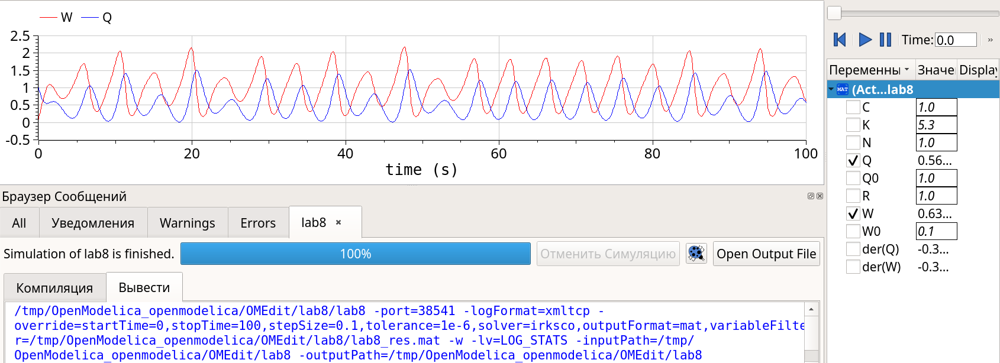 W Q
2.5
2
1.5
1
0.5
0
-0.5
0 20 40 60 80 100
time (s)
Time: 0.0 »
Переменны Значе Display
MAT (Act...lab8
C 1.0
K 5.3
N 1.0
Q 0.56...
Q0 1.0
R 1.0
W 0.63...
W0 0.1
der(Q) -0.3...
der(W) -0.3...
Браузер Сообщений
All Уведомления Warnings Errors lab8
Simulation of lab8 is finished. 100% Отменить Симуляцию Open Output File
Компиляция Вывести
/tmp/OpenModelica_openmodelica/OMEdit/lab8/lab8 -port=38541 -logFormat=xmltcp -
override=startTime=0,stopTime=100,stepSize=0.1,tolerance=1e-6,solver=irksco,outputFormat=mat,variableFilte
r=/tmp/OpenModelica_openmodelica/OMEdit/lab8/lab8_res.mat -w -lv=LOG_STATS -inputPath=/tmp/
OpenModelica_openmodelica/OMEdit/lab8 -outputPath=/tmp/OpenModelica_openmodelica/OMEdit/lab8